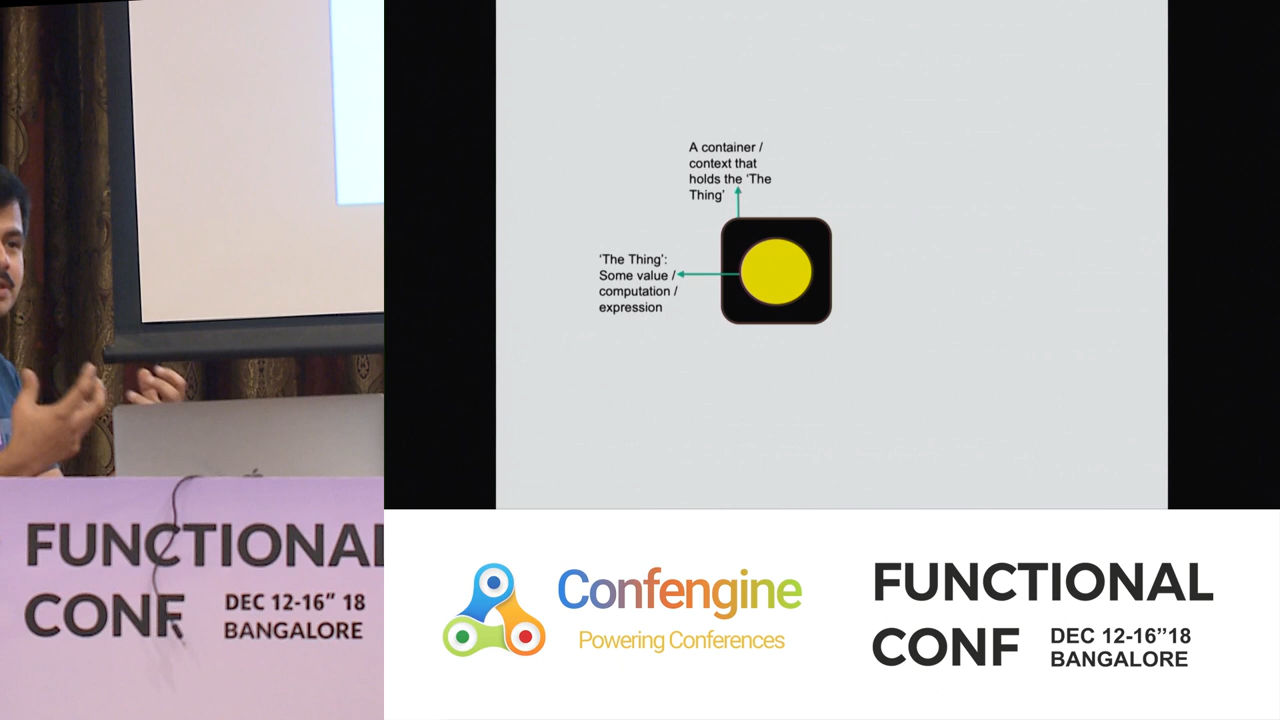 A container /
context that
holds the 'The
Thing'
'The Thing':
Some value /
computation /
expression
FUNCTIONAL
CONF
DEC 12-16” 18
BANGALORE
Confengine
Powering Conferences
FUNCTIONAL
CONF
DEC 12-16”18
BANGALORE